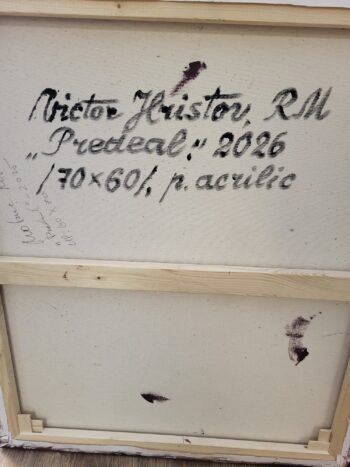 Victor Hristov, RM
„Predeal," 2026
/70×60/, p. acrilic